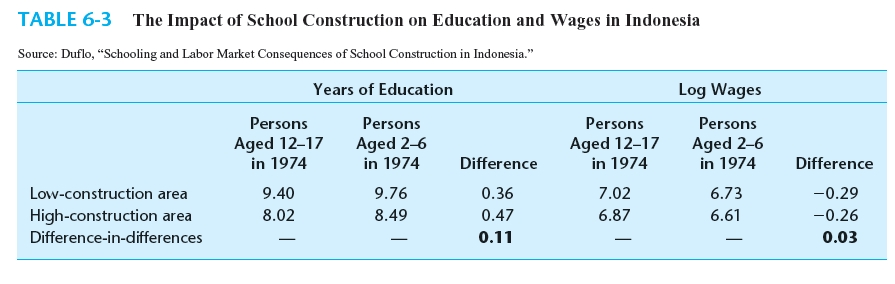 TABLE 6-3 The Impact of School Construction on Education and Wages in Indonesia
Source: Duflo, “Schooling and Labor Market Consequences of School Construction in Indonesia.”
Years of Education Log Wages
Persons Persons Persons Persons
Aged 12–17 Aged 2–6 Aged 12–17 Aged 2–6
in 1974 in 1974 Difference in 1974 in 1974 Difference
Low-construction area 9.40 9.76 0.36 7.02 6.73 −0.29
High-construction area 8.02 8.49 0.47 6.87 6.61 −0.26
Difference-in-differences — — 0.11 — — 0.03